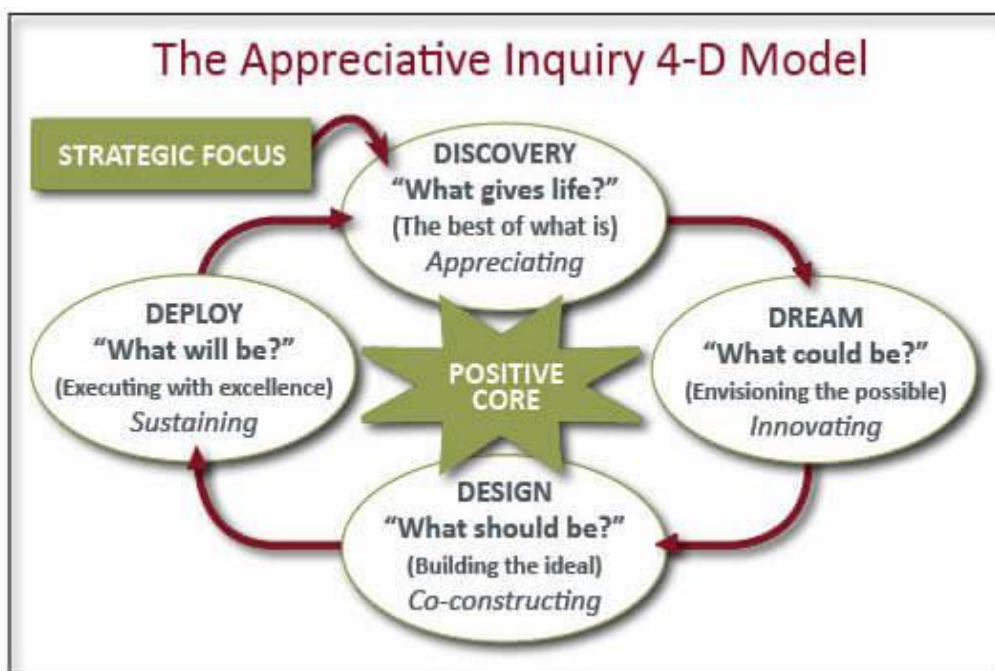 The Appreciative Inquiry 4-D Model
STRATEGIC FOCUS
DISCOVERY
“What gives life?”
(The best of what is)
Appreciating
DREAM
“What could be?”
(Envisioning the possible)
Innovating
DESIGN
“What should be?”
(Building the ideal)
Co-constructing
DEPLOY
“What will be?”
(Executing with excellence)
Sustaining
POSITIVE
CORE